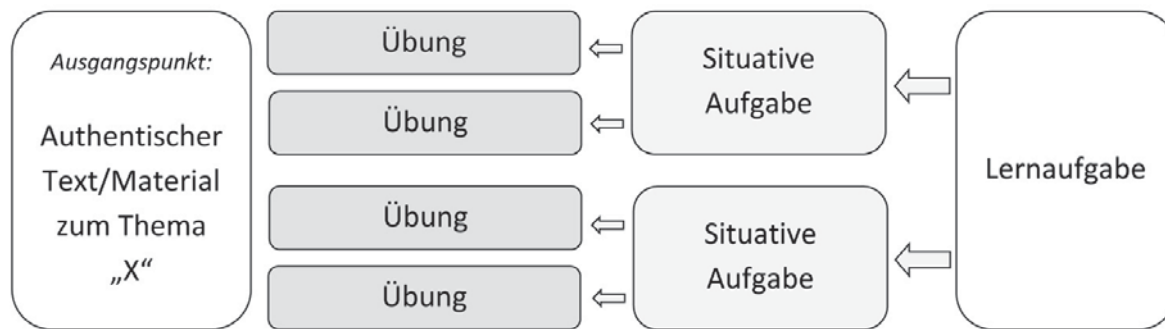 Ausgangspunkt:
Authentischer
Text/Material
zum Thema
„X“
Übung
Übung
Übung
Übung
Situative
Aufgabe
Situative
Aufgabe
Lernaufgabe